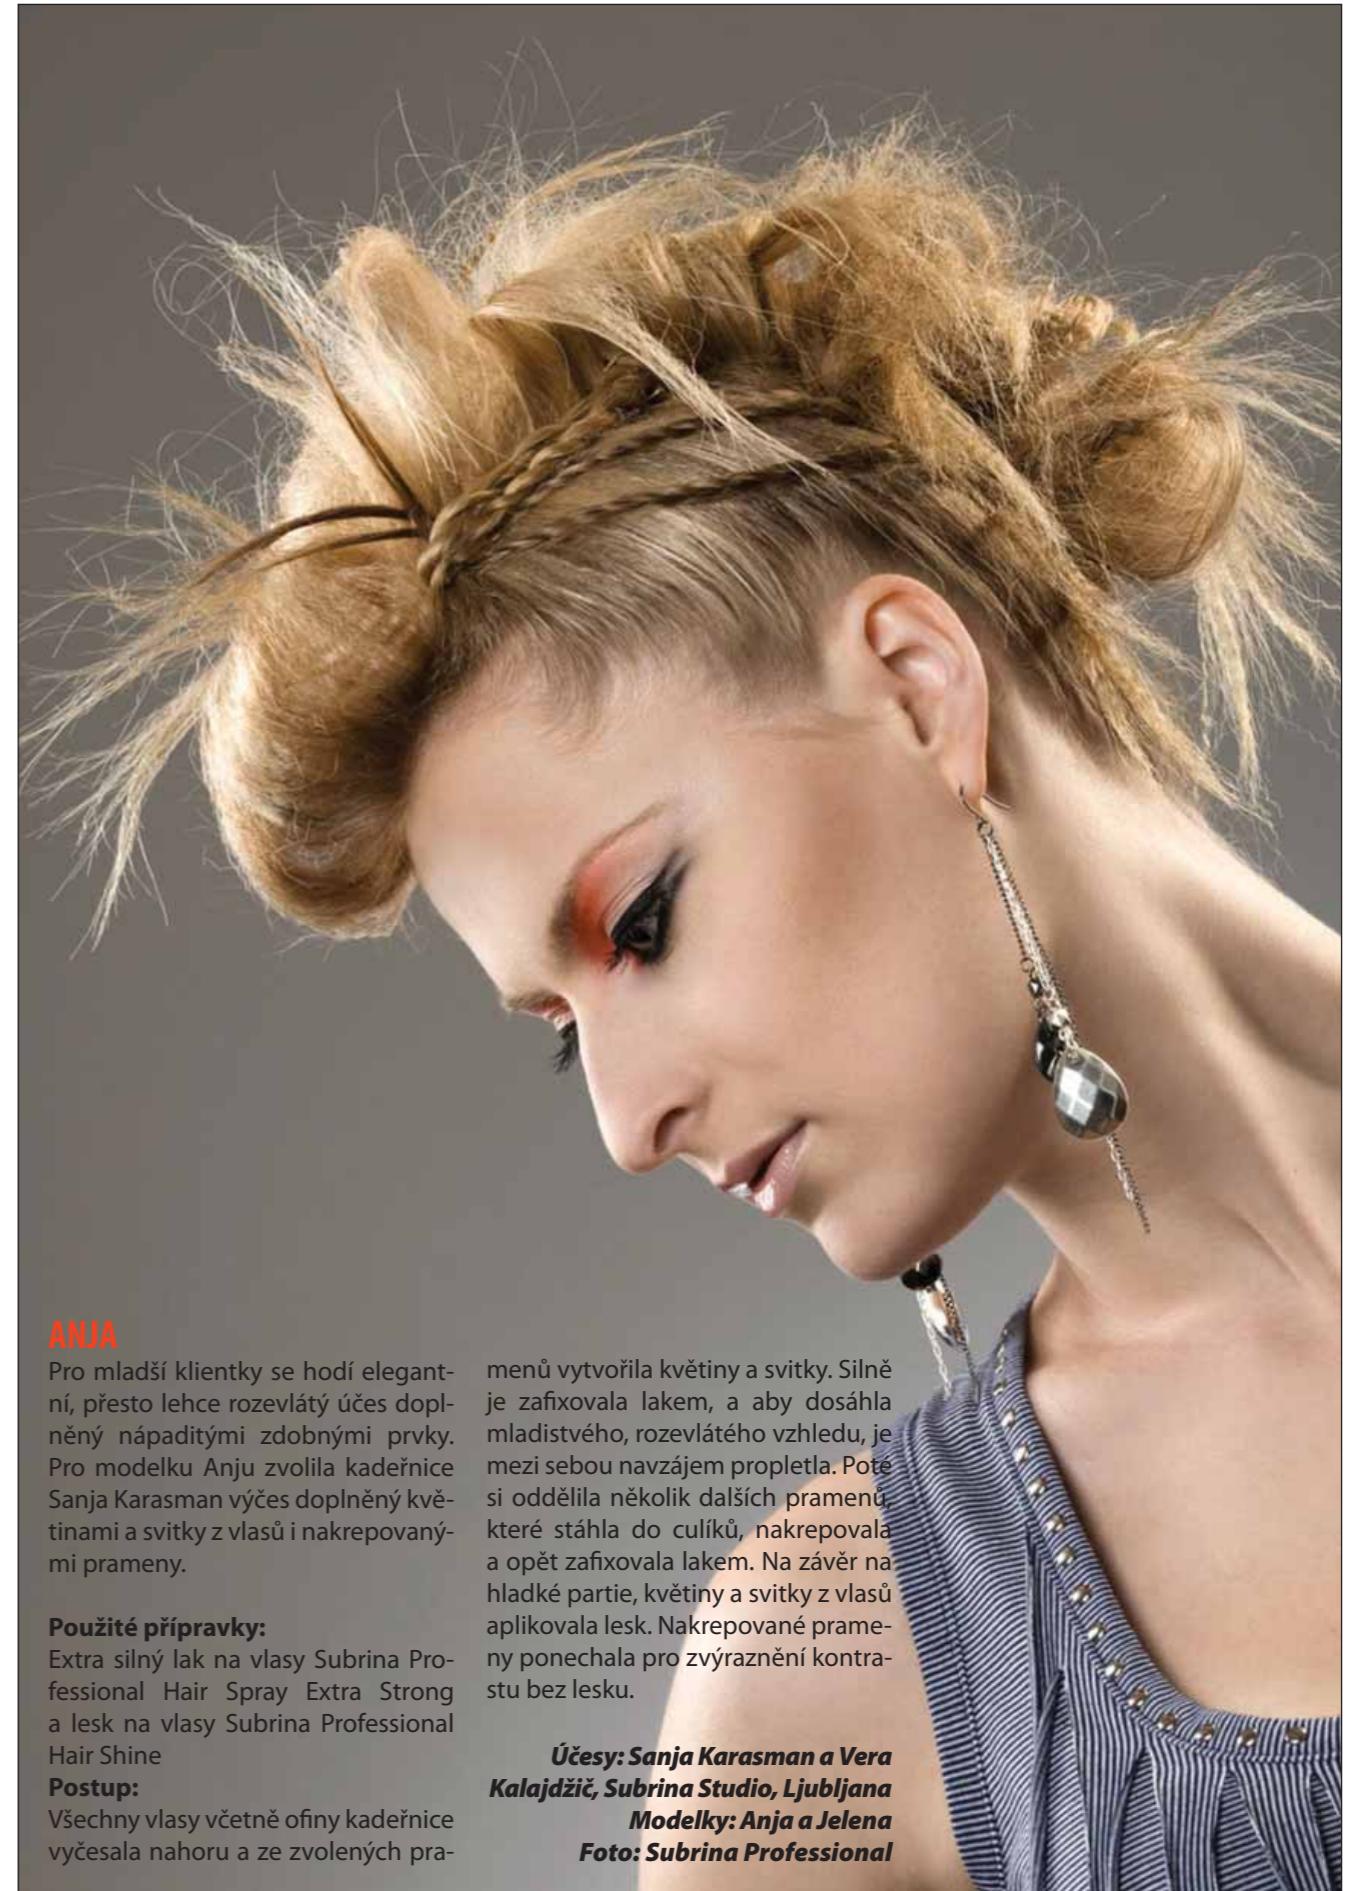 ANJA
Pro mladší klientky se hodí elegant-
ní, přesto lehce rozevlátý účes dopl-
něný nápaditými zdobnými prvky.
Pro modelku Anju zvolila kadeřnice
Sanja Karasman výčes doplněný kvě-
tinami a svitky z vlasů i nakrepovaný-
mi prameny.
Použité přípravky:
Extra silný lak na vlasy Subrina Pro-
fessional Hair Spray Extra Strong
a lesk na vlasy Subrina Professional
Hair Shine
Postup:
Všechny vlasy včetně ofiny kadeřnice
vyčesala nahoru a ze zvolených pra-
menů vytvořila květiny a svitky. Silně
je zafixovala lakem, a aby dosáhla
mladistvého, rozevlátého vzhledu, je
mezi sebou navzájem propletla. Poté
si oddělila několik dalších pramenů,
které stáhla do culíků, nakrepovala
a opět zafixovala lakem. Na závěr na
hladké partie, květiny a svitky z vlasů
aplikovala lesk. Nakrepované prame-
ny ponechala pro zvýraznění kontra-
stu bez lesku.
Účesy: Sanja Karasman a Vera
Kalajdžič, Subrina Studio, Ljubljana
Modelky: Anja a Jelena
Foto: Subrina Professional